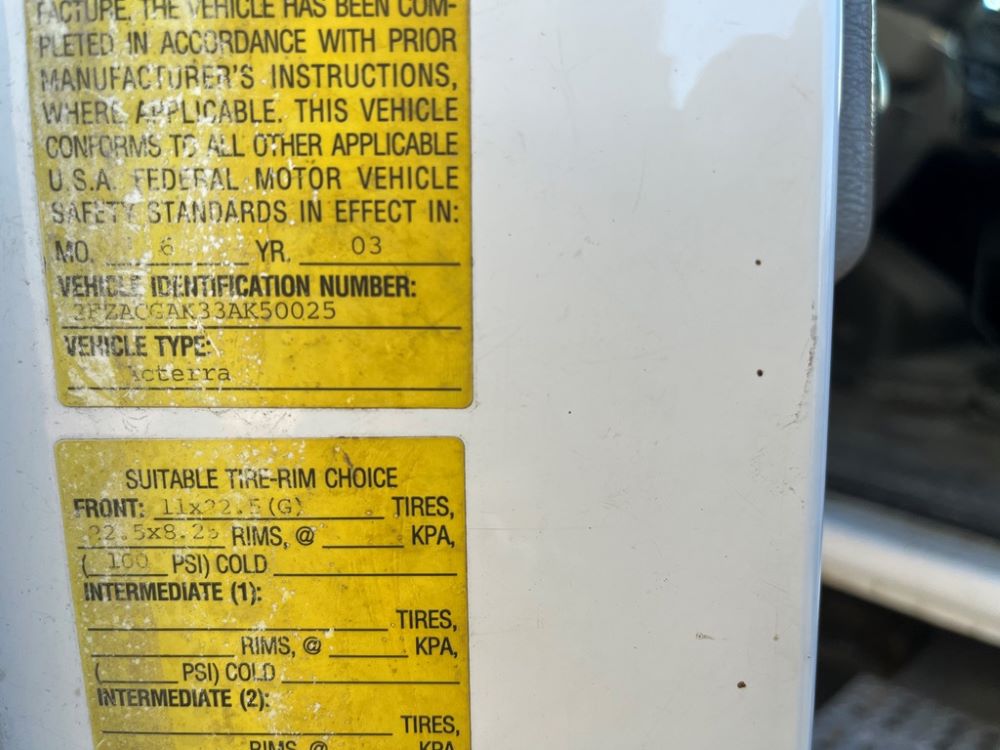 FACTURE. THE VEHICLE HAS BEEN COM-
PLETED IN ACCORDANCE WITH PRIOR
MANUFACTURER'S INSTRUCTIONS,
WHERE APPLICABLE. THIS VEHICLE
CONFORMS TO ALL OTHER APPLICABLE
U.S.A. FEDERAL MOTOR VEHICLE
SAFETY STANDARDS IN EFFECT IN:
MO. 6 YR. 03
VEHICLE IDENTIFICATION NUMBER:
2FZACGAK33AK50025
VEHICLE TYPE:
Acterra
SUITABLE TIRE-RIM CHOICE
FRONT: 11x22.5(G) TIRES,
22.5x8.25 RIMS, @ KPA,
( 100 PSI) COLD
INTERMEDIATE (1):
TIRES,
RIMS, @ KPA,
( PSI) COLD
INTERMEDIATE (2):
TIRES,
RIMS, @ KPA